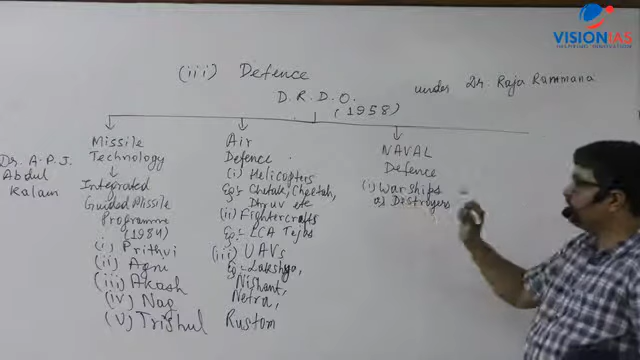 VISIONIAS
INSPIRING INNOVATION
(iii) Defence
D.R.D.O. under Dr. Raja Rammana
(1958)
Dr. A.P.J.
Abdul
Kalam
Missile
Technology
Integrated
Guided Missile
Programme
(1984)
(i) Prithvi
(ii) Agni
(iii) Akash
(iv) Nag
(v) Trishul
Air
Defence
(i) Helicopters
Eg:- Chetak, Cheetah,
Dhruv etc
(ii) Fightercrafts
Eg:- LCA Tejas
(iii) UAVs
Eg:- Lakshya,
Nishant,
Netra,
Rustom
NAVAL
Defence
(i) Warships
a) Destroyers